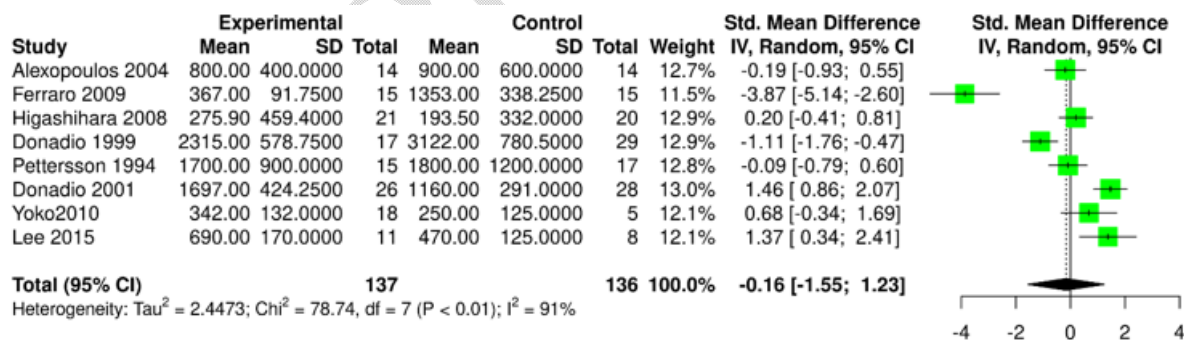 Experimental Control Std. Mean Difference Std. Mean Difference
Study Mean SD Total Mean SD Total Weight IV, Random, 95% CI IV, Random, 95% CI
Alexopoulos 2004 800.00 400.0000 14 900.00 600.0000 14 12.7% -0.19 [-0.93; 0.55]
Ferraro 2009 367.00 91.7500 15 1353.00 338.2500 15 11.5% -3.87 [-5.14; -2.60]
Higashihara 2008 275.90 459.4000 21 193.50 332.0000 20 12.9% 0.20 [-0.41; 0.81]
Donadio 1999 2315.00 578.7500 17 3122.00 780.5000 29 12.9% -1.11 [-1.76; -0.47]
Pettersson 1994 1700.00 900.0000 15 1800.00 1200.0000 17 12.8% -0.09 [-0.79; 0.60]
Donadio 2001 1697.00 424.2500 26 1160.00 291.0000 28 13.0% 1.46 [ 0.86; 2.07]
Yoko2010 342.00 132.0000 18 250.00 125.0000 5 12.1% 0.68 [-0.34; 1.69]
Lee 2015 690.00 170.0000 11 470.00 125.0000 8 12.1% 1.37 [ 0.34; 2.41]
Total (95% CI) 137 136 100.0% -0.16 [-1.55; 1.23]
Heterogeneity: Tau² = 2.4473; Chi² = 78.74, df = 7 (P < 0.01); I² = 91%
-4 -2 0 2 4